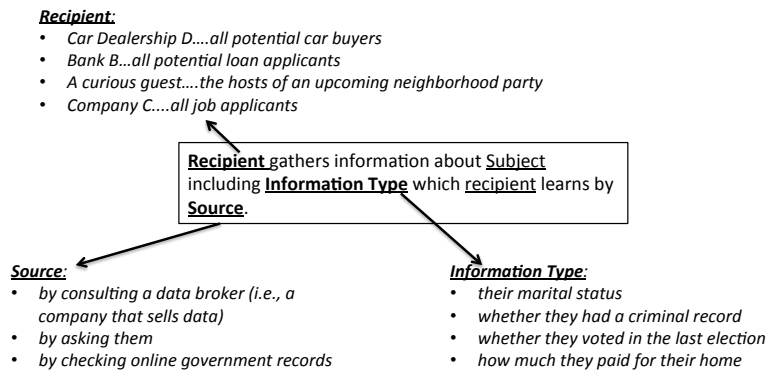 Recipient:
• Car Dealership D....all potential car buyers
• Bank B...all potential loan applicants
• A curious guest....the hosts of an upcoming neighborhood party
• Company C....all job applicants
Recipient gathers information about Subject
including Information Type which recipient learns by
Source.
Source:
• by consulting a data broker (i.e., a
company that sells data)
• by asking them
• by checking online government records
Information Type:
• their marital status
• whether they had a criminal record
• whether they voted in the last election
• how much they paid for their home